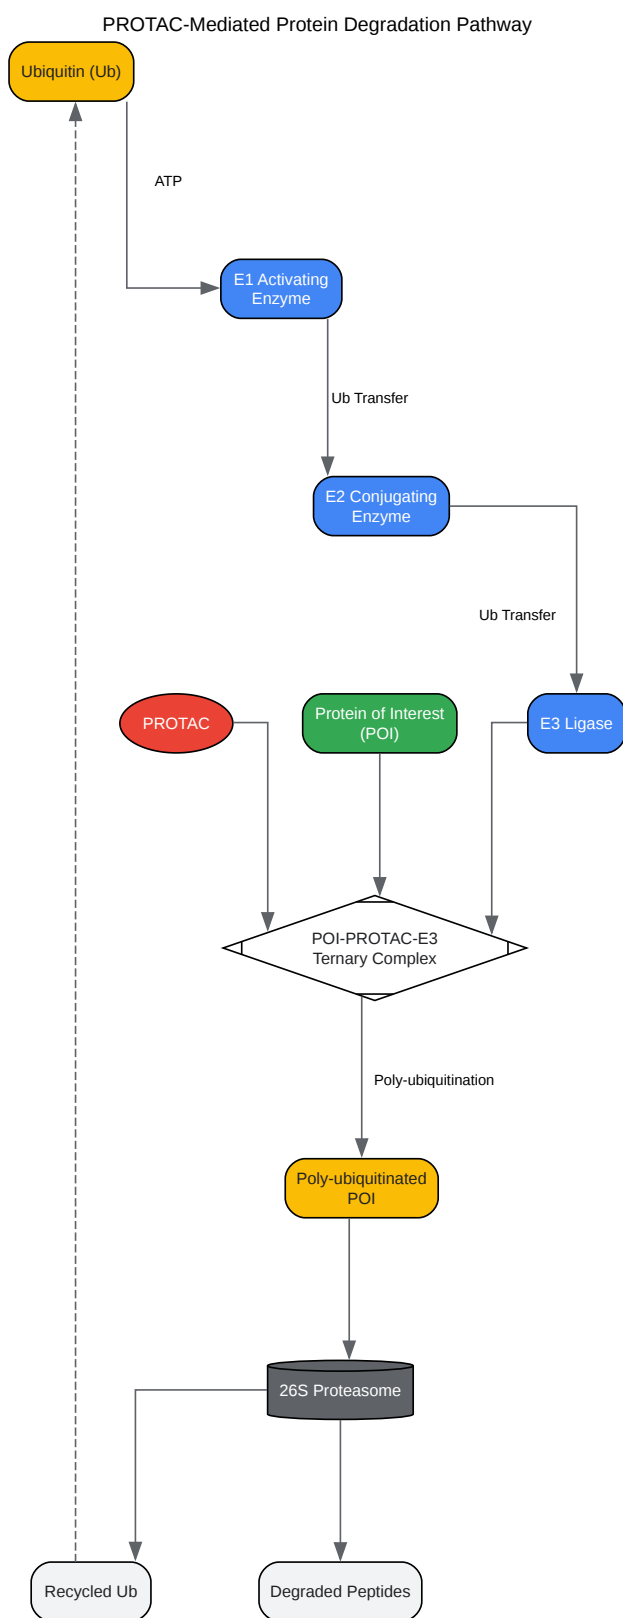 PROTAC-Mediated Protein Degradation Pathway
Ubiquitin (Ub)
ATP
E1 Activating
Enzyme
Ub Transfer
E2 Conjugating
Enzyme
Ub Transfer
PROTAC
Protein of Interest
(POI)
E3 Ligase
POI-PROTAC-E3
Ternary Complex
Poly-ubiquitination
Poly-ubiquitinated
POI
26S Proteasome
Recycled Ub
Degraded Peptides